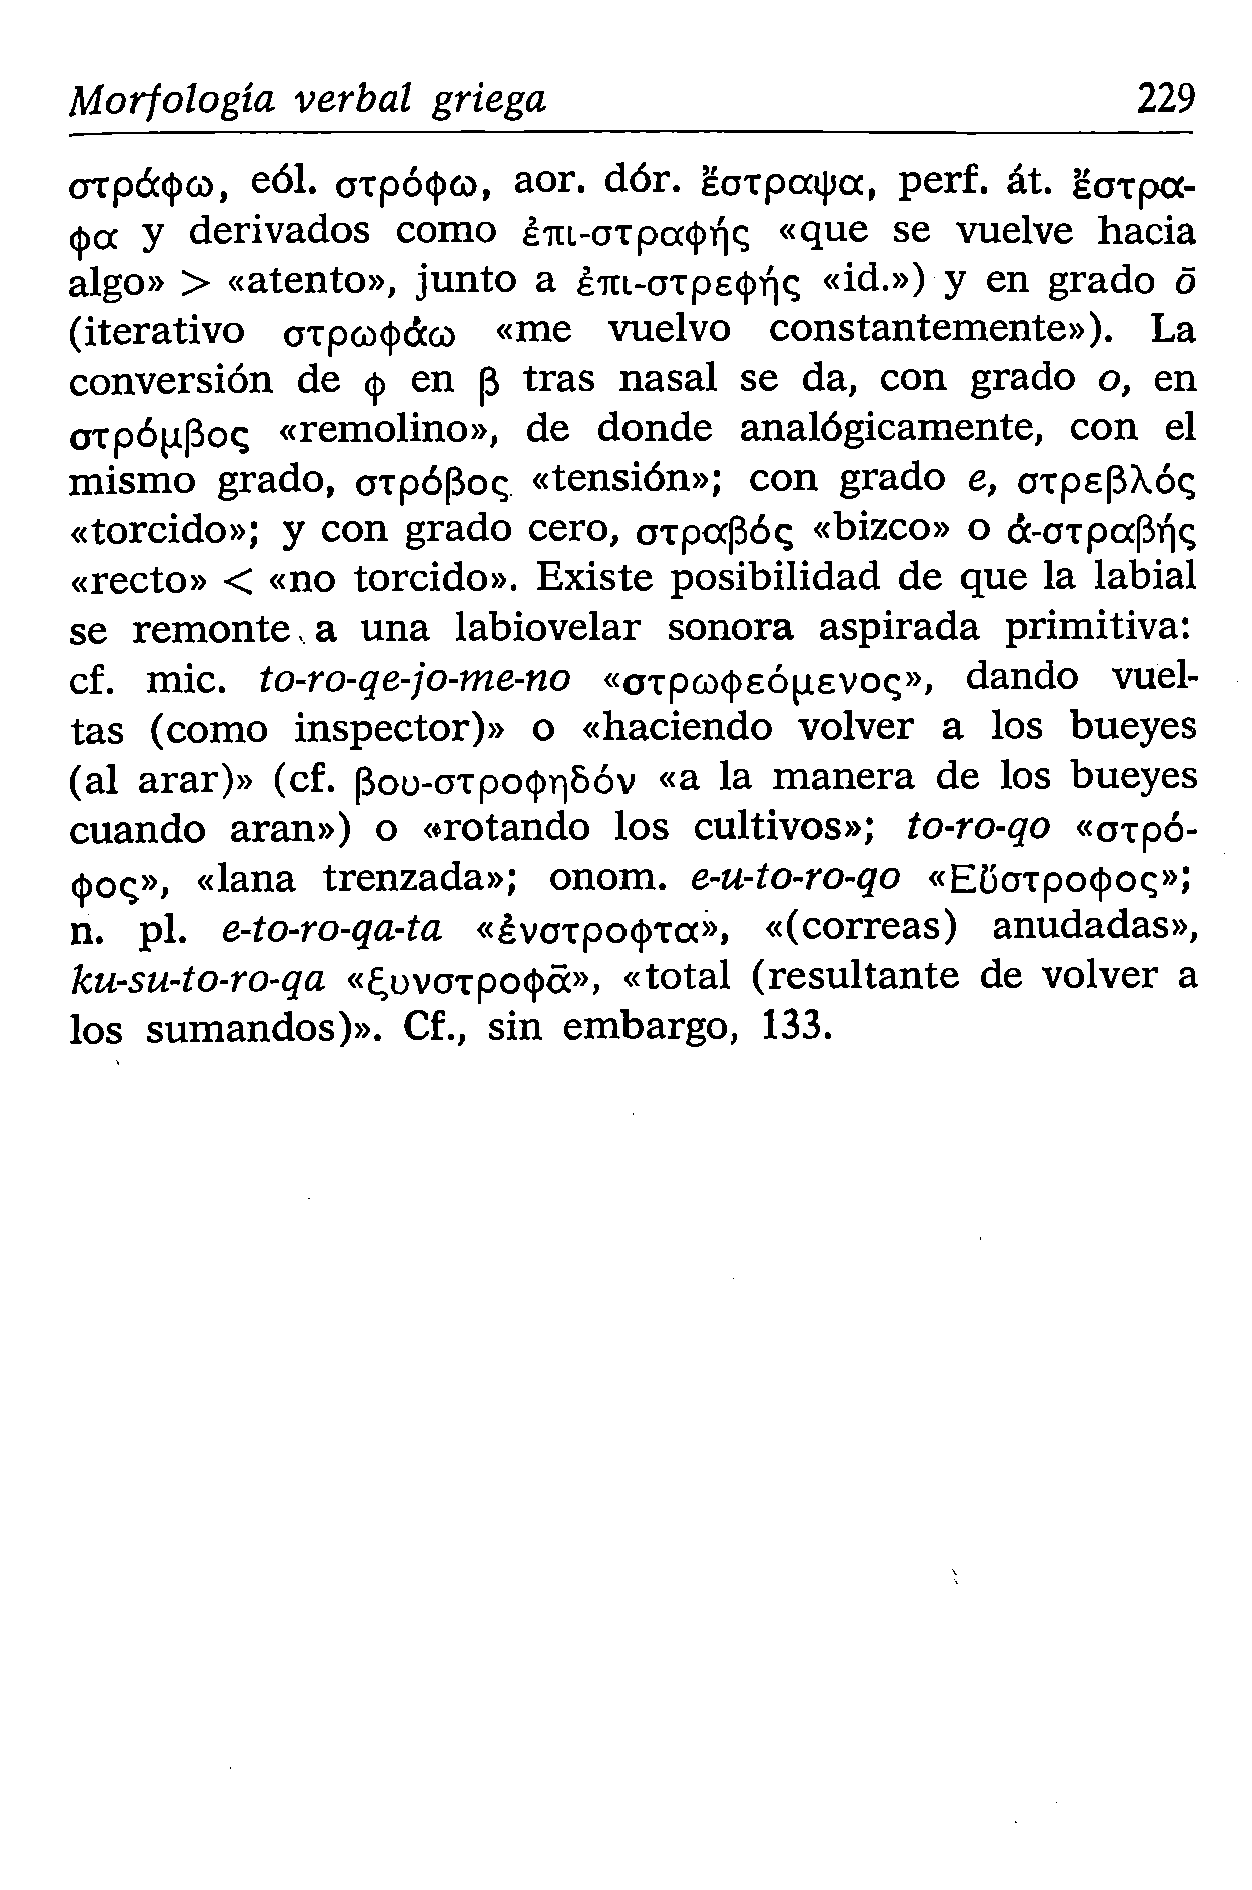 Morfología verbal griega 229
στράφω, eól. στρόφω, aor. dór. ἔστραψα, perf. át. ἔστρα-
φα y derivados como ἐπι-στραφής «que se vuelve hacia
algo» > «atento», junto a ἐπι-στρεφής «id.») y en grado ō
(iterativo στρωφάω «me vuelvo constantemente»). La
conversión de φ en β tras nasal se da, con grado o, en
στρόμβος «remolino», de donde analógicamente, con el
mismo grado, στρόβος «tensión»; con grado e, στρεβλός
«torcido»; y con grado cero, στραβός «bizco» o ἀ-στραβής
«recto» < «no torcido». Existe posibilidad de que la labial
se remonte a una labiovelar sonora aspirada primitiva:
cf. mic. to-ro-qe-jo-me-no «στρωφεόμενος», dando vuel-
tas (como inspector)» o «haciendo volver a los bueyes
(al arar)» (cf. βου-στροφηδόν «a la manera de los bueyes
cuando aran») o «rotando los cultivos»; to-ro-qo «στρό-
φος», «lana trenzada»; onom. e-u-to-ro-qo «Εὔστροφος»;
n. pl. e-to-ro-qa-ta «ἐνστροφτα», «(correas) anudadas»,
ku-su-to-ro-qa «ξυνστροφᾱ», «total (resultante de volver a
los sumandos)». Cf., sin embargo, 133.